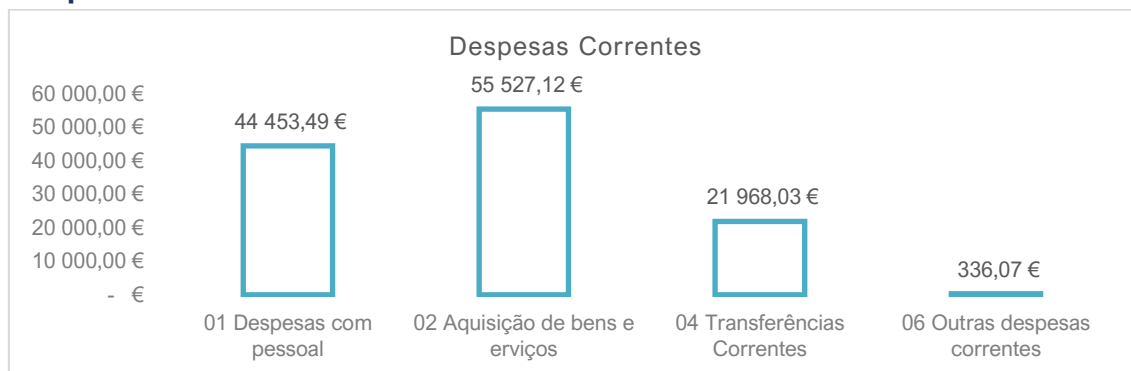 Despesas Correntes
60 000,00 €
50 000,00 €
40 000,00 €
30 000,00 €
20 000,00 €
10 000,00 €
- €
44 453,49 €
55 527,12 €
21 968,03 €
336,07 €
01 Despesas com
pessoal
02 Aquisição de bens e
erviços
04 Transferências
Correntes
06 Outras despesas
correntes